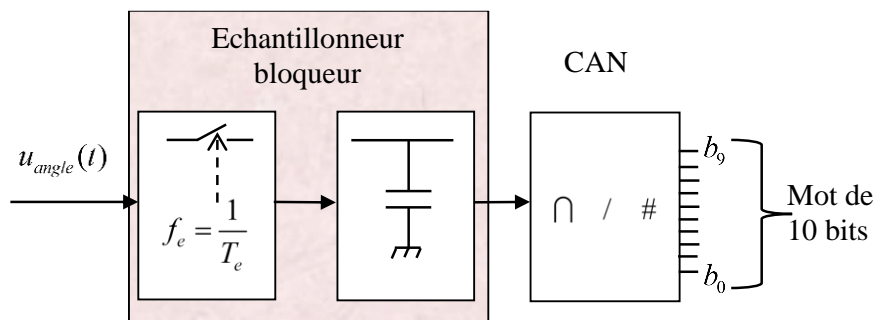 Echantillonneur
bloqueur
CAN
u_angle(t)
f_e = 1/T_e
∩ / #
b_9
Mot de
10 bits
b_0